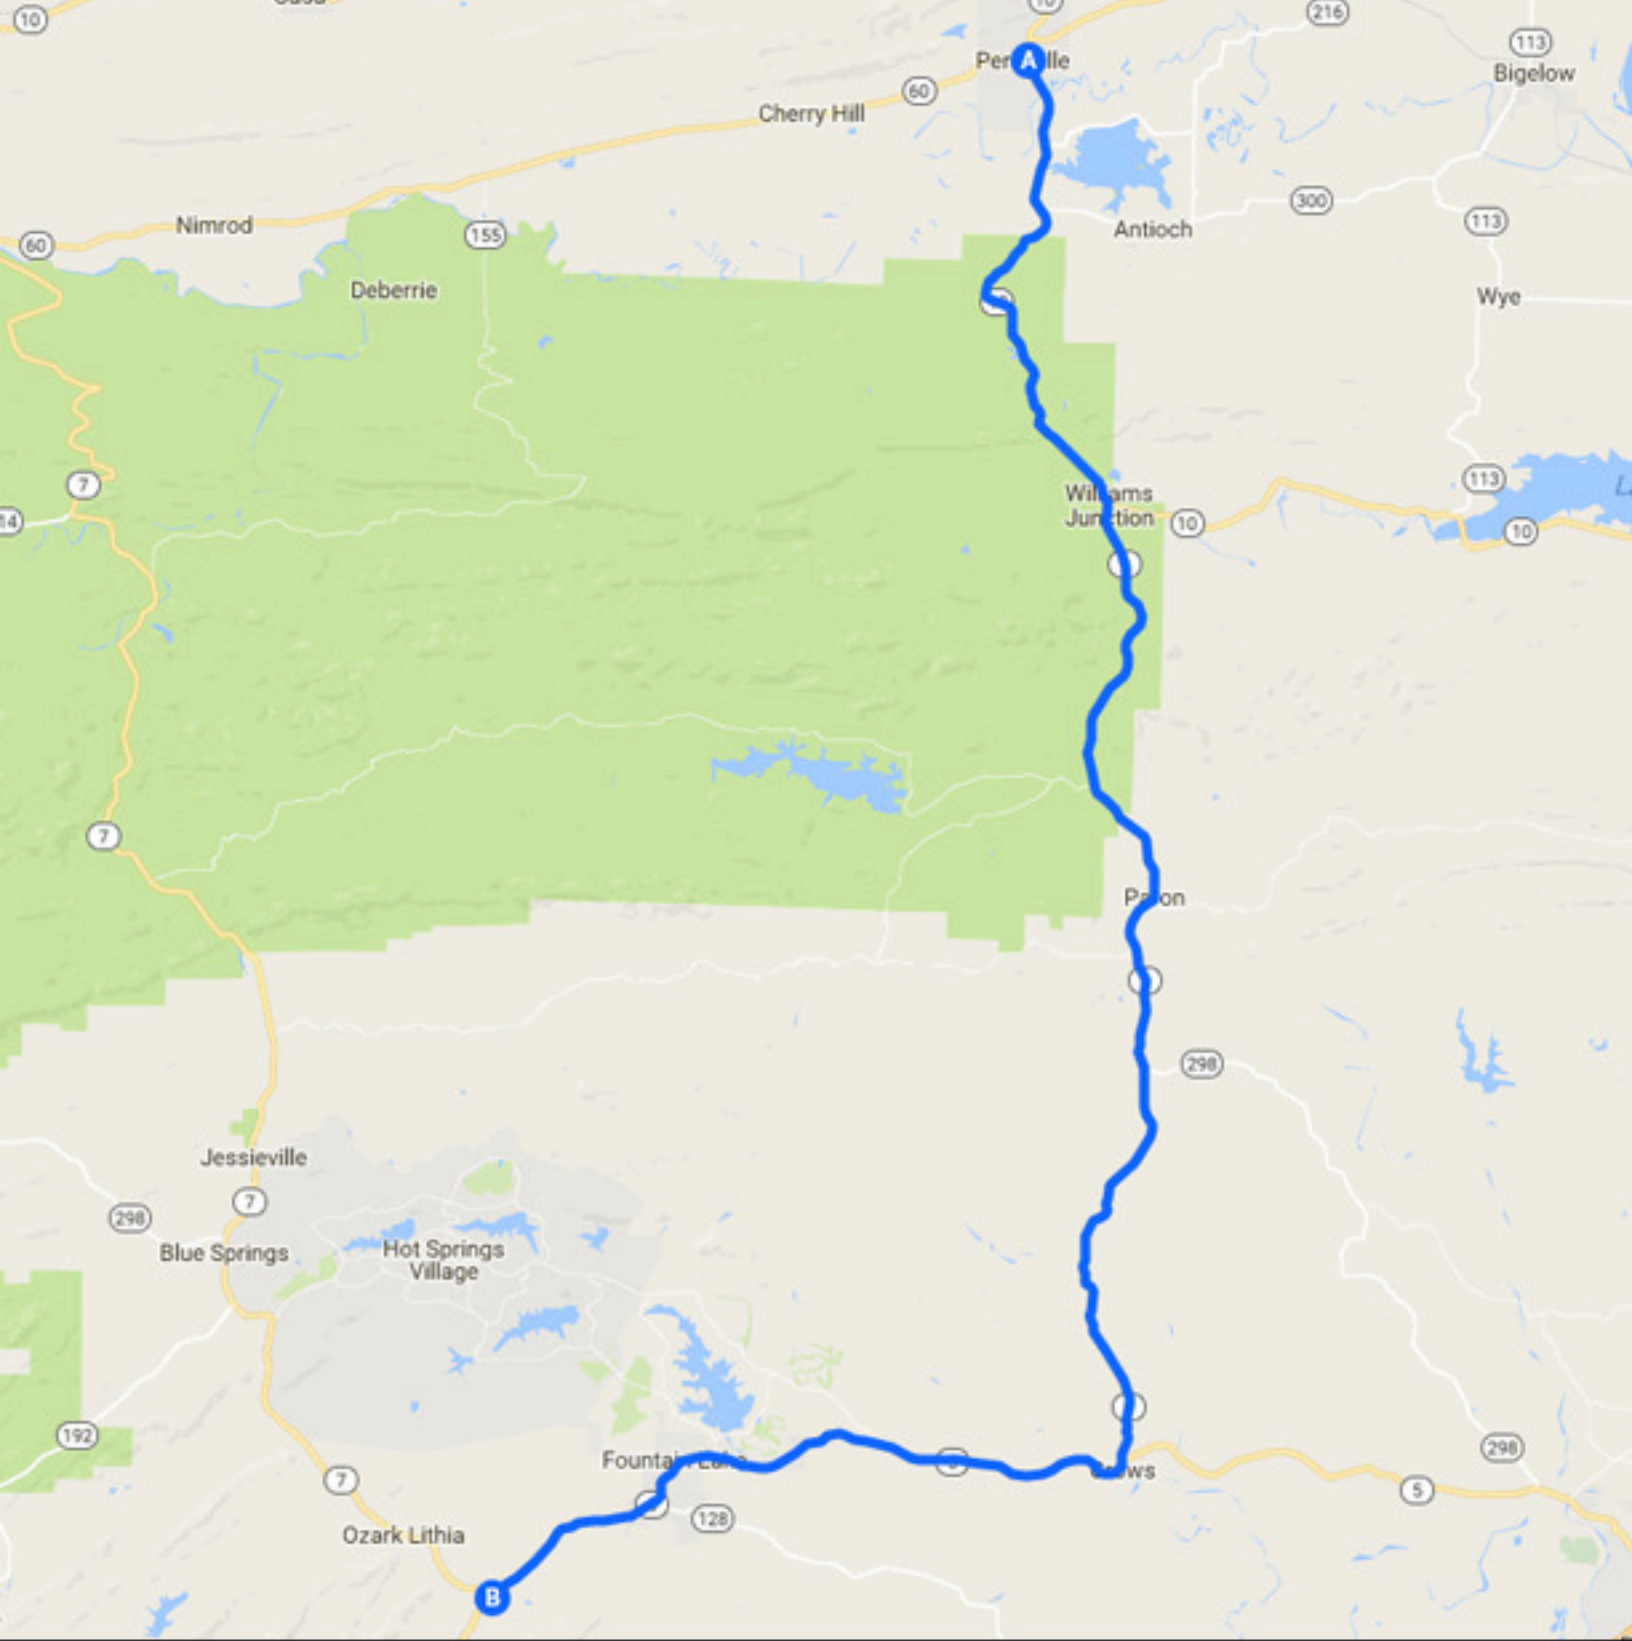 10
216
113
Bigelow
A
60
Cherry Hill
300
Antioch
113
Nimrod
155
60
Deberrie
Wye
7
113
14
10
10
7
298
Jessieville
7
298
Blue Springs
Hot Springs
Village
192
298
7
5
128
Ozark Lithia
B